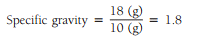 Specific gravity = 18 (g) / 10 (g) = 1.8